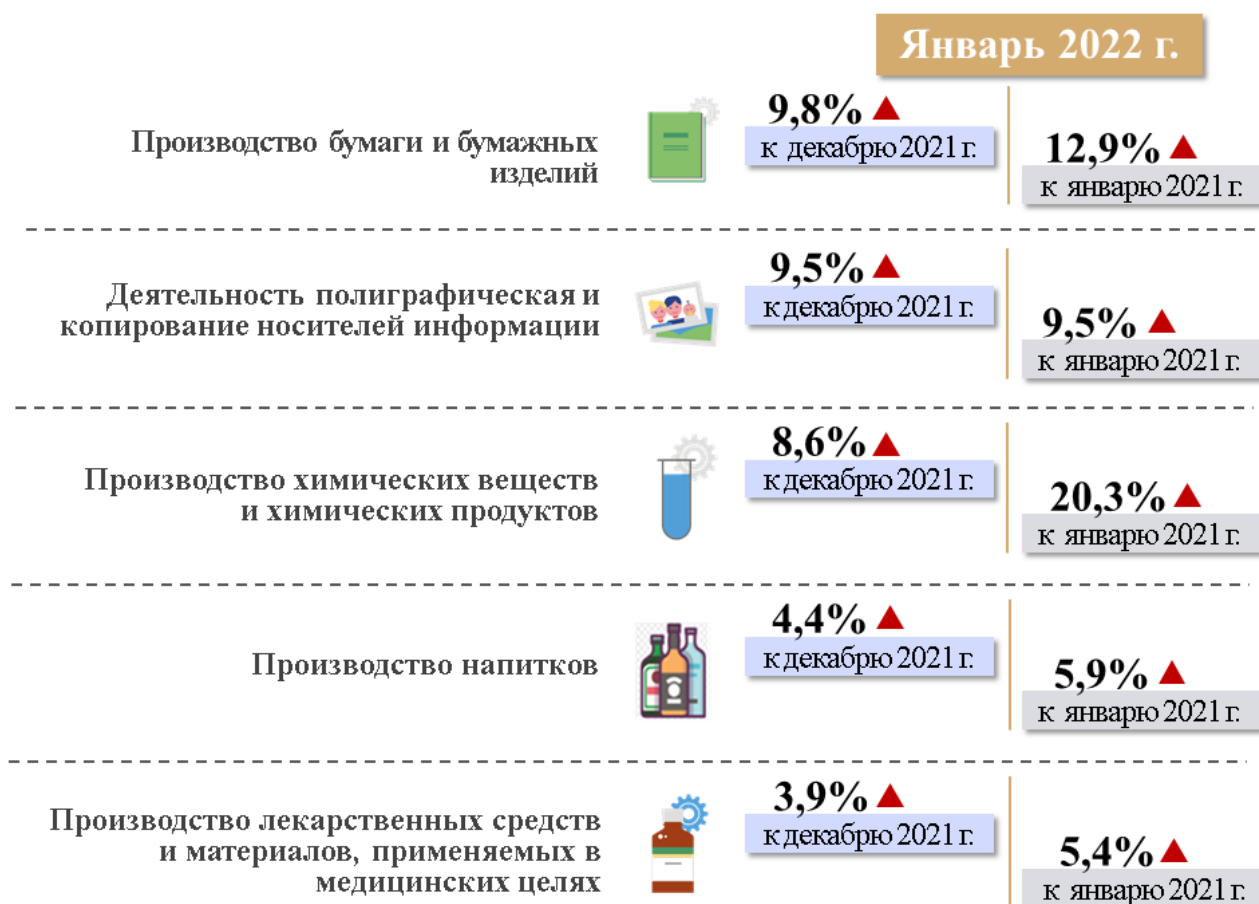 Январь 2022 г.
Производство бумаги и бумажных
изделий
9,8%
к декабрю 2021 г.
12,9%
к январю 2021 г.
Деятельность полиграфическая и
копирование носителей информации
9,5%
к декабрю 2021 г.
9,5%
к январю 2021 г.
Производство химических веществ
и химических продуктов
8,6%
к декабрю 2021 г.
20,3%
к январю 2021 г.
Производство напитков
4,4%
к декабрю 2021 г.
5,9%
к январю 2021 г.
Производство лекарственных средств
и материалов, применяемых в
медицинских целях
3,9%
к декабрю 2021 г.
5,4%
к январю 2021 г.